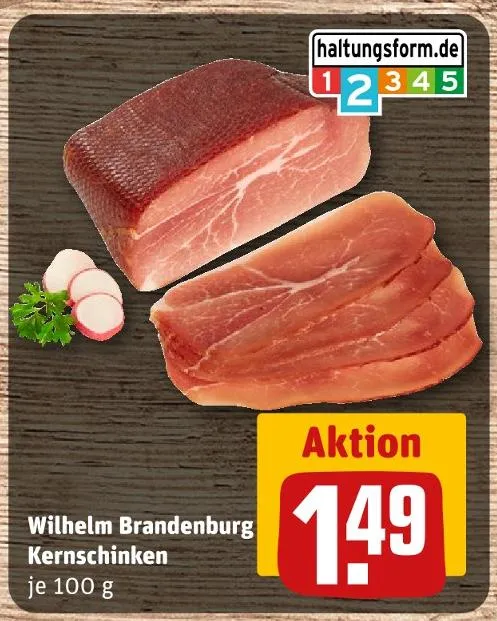 haltungsform.de
1 2 3 4 5
Aktion
1.49
Wilhelm Brandenburg
Kernschinken
je 100 g